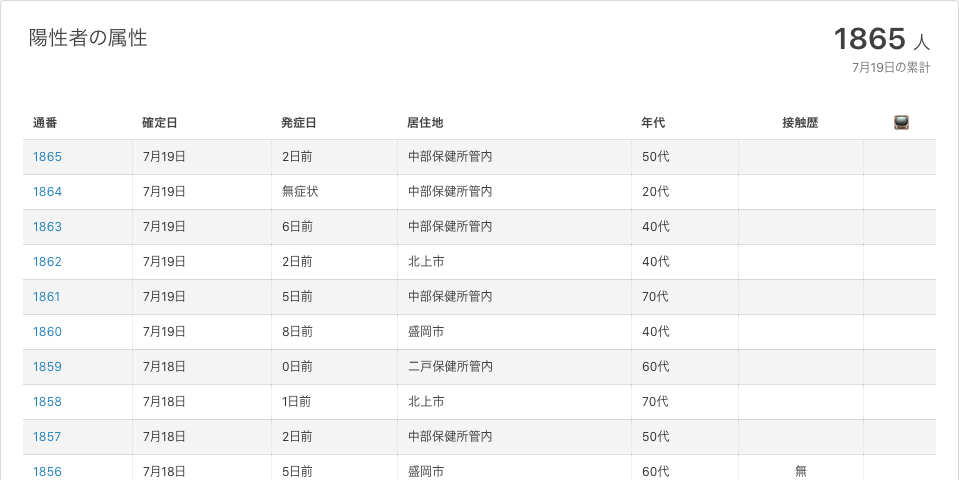 陽性者の属性
1865 人
7月19日の累計
通番 確定日 発症日 居住地 年代 接触歴
1865 7月19日 2日前 中部保健所管内 50代
1864 7月19日 無症状 中部保健所管内 20代
1863 7月19日 6日前 中部保健所管内 40代
1862 7月19日 2日前 北上市 40代
1861 7月19日 5日前 中部保健所管内 70代
1860 7月19日 8日前 盛岡市 40代
1859 7月18日 0日前 二戸保健所管内 60代
1858 7月18日 1日前 北上市 70代
1857 7月18日 2日前 中部保健所管内 50代
1856 7月18日 5日前 盛岡市 60代 無